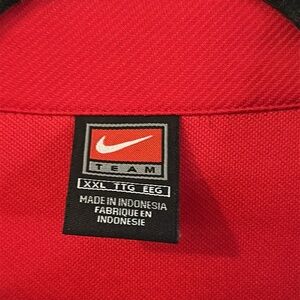 TEAM
XXL TTG EEG
MADE IN INDONESIA
FABRIQUE EN
INDONESIE